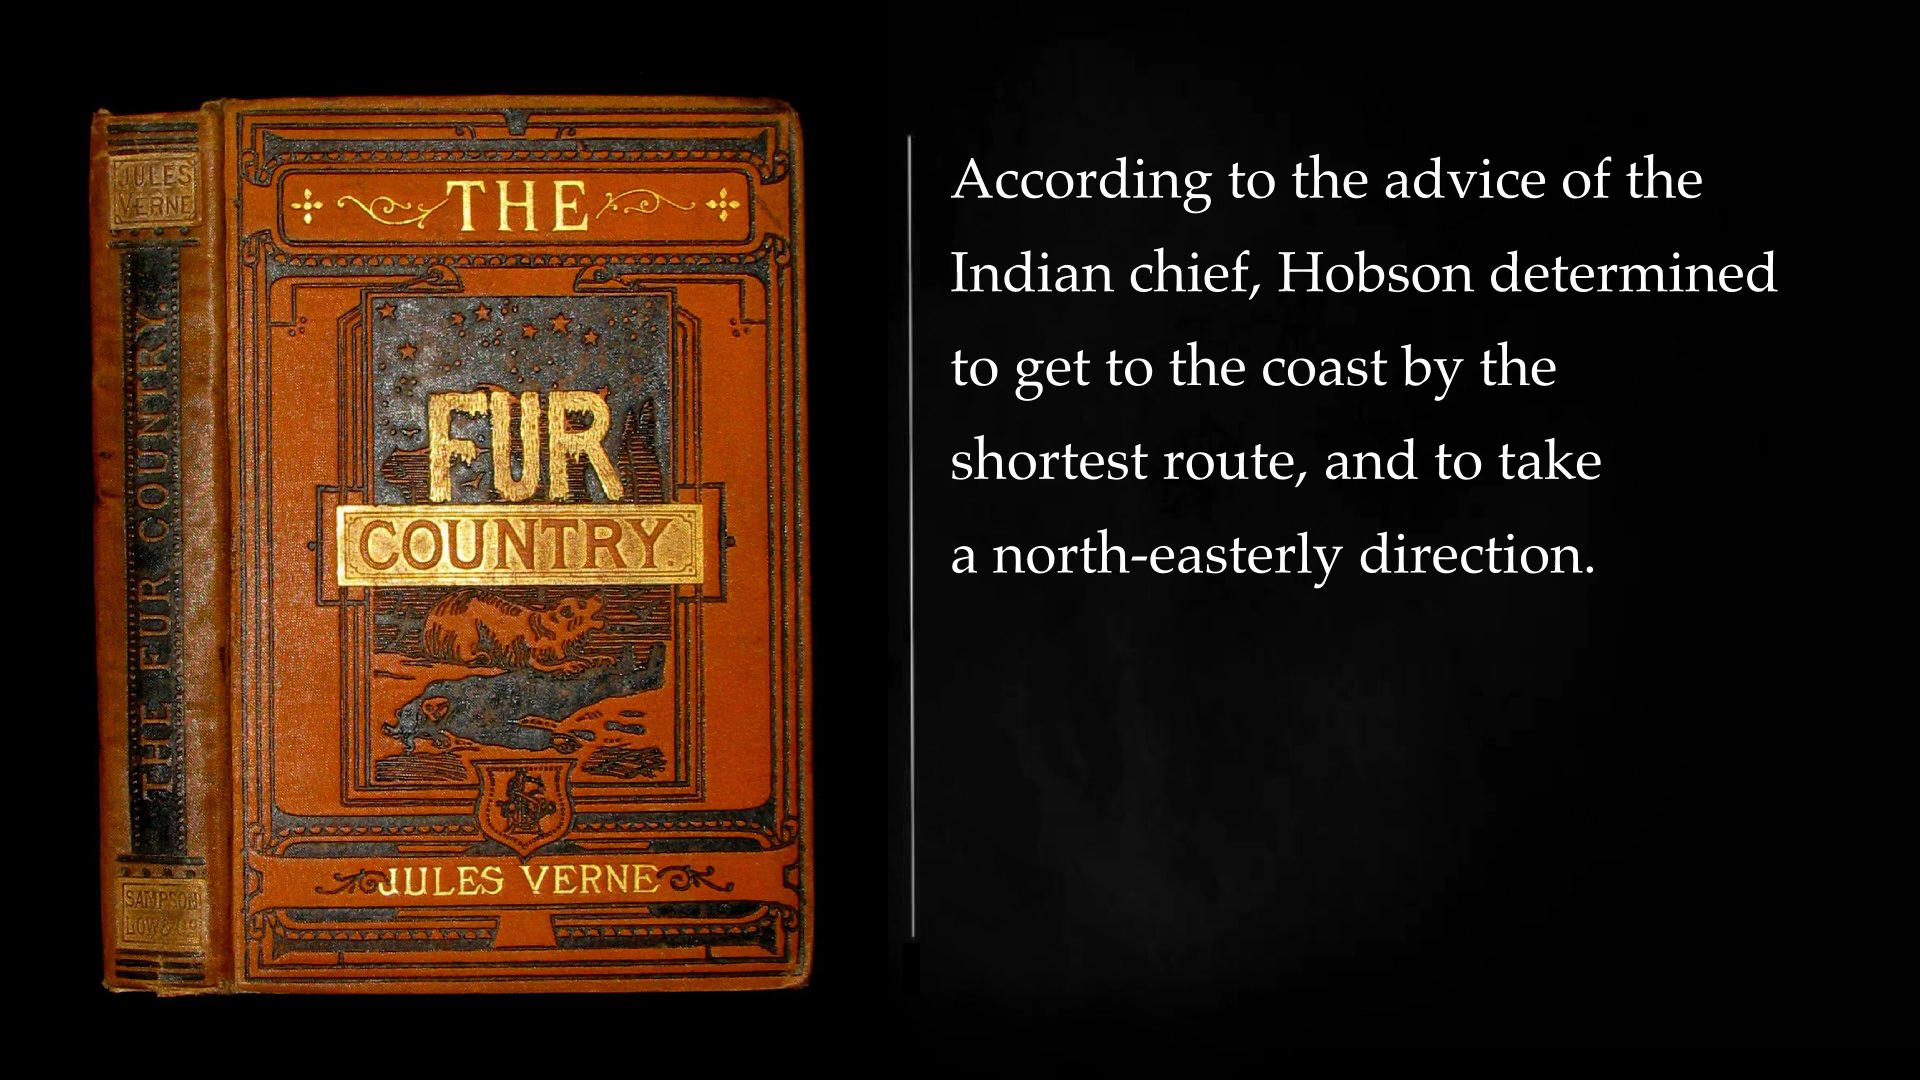 JULES
VERNE
THE FUR COUNTRY.
SAMPSON
LOW & Co
THE
FUR
COUNTRY.
JULES VERNE
According to the advice of the
Indian chief, Hobson determined
to get to the coast by the
shortest route, and to take
a north-easterly direction.